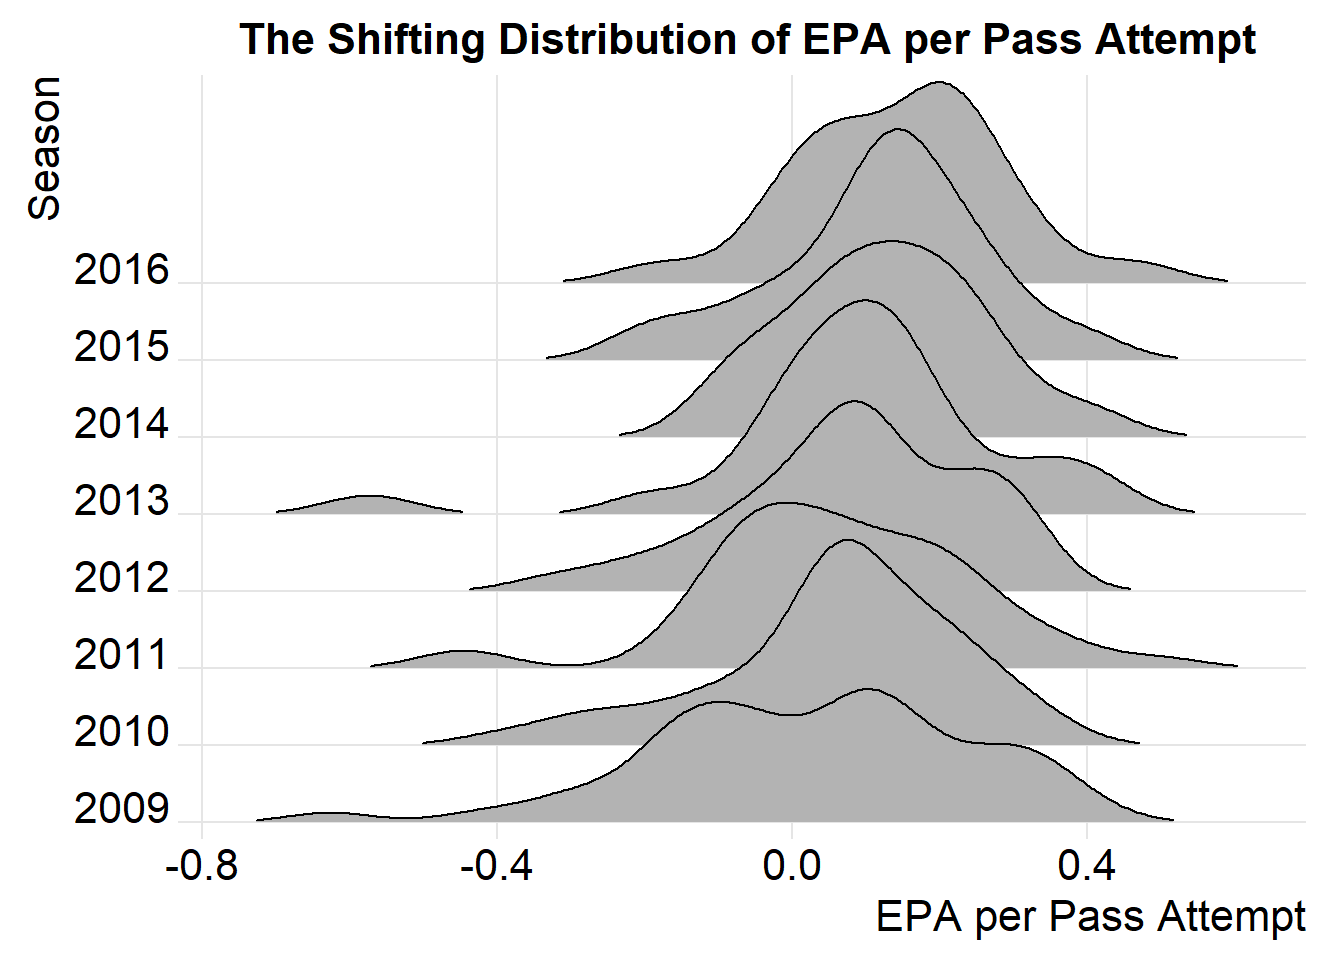 The Shifting Distribution of EPA per Pass Attempt
Season
2016
2015
2014
2013
2012
2011
2010
2009
-0.8 -0.4 0.0 0.4
EPA per Pass Attempt